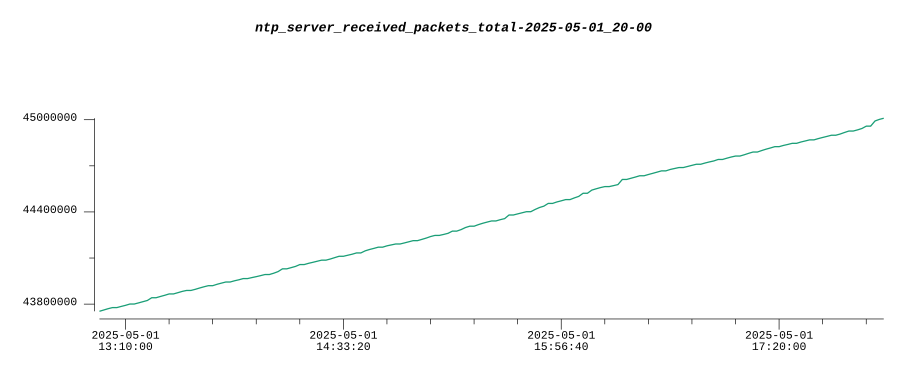 ntp_server_received_packets_total-2025-05-01_20-00
45000000
44400000
43800000
2025-05-01 2025-05-01 2025-05-01 2025-05-01
13:10:00 14:33:20 15:56:40 17:20:00